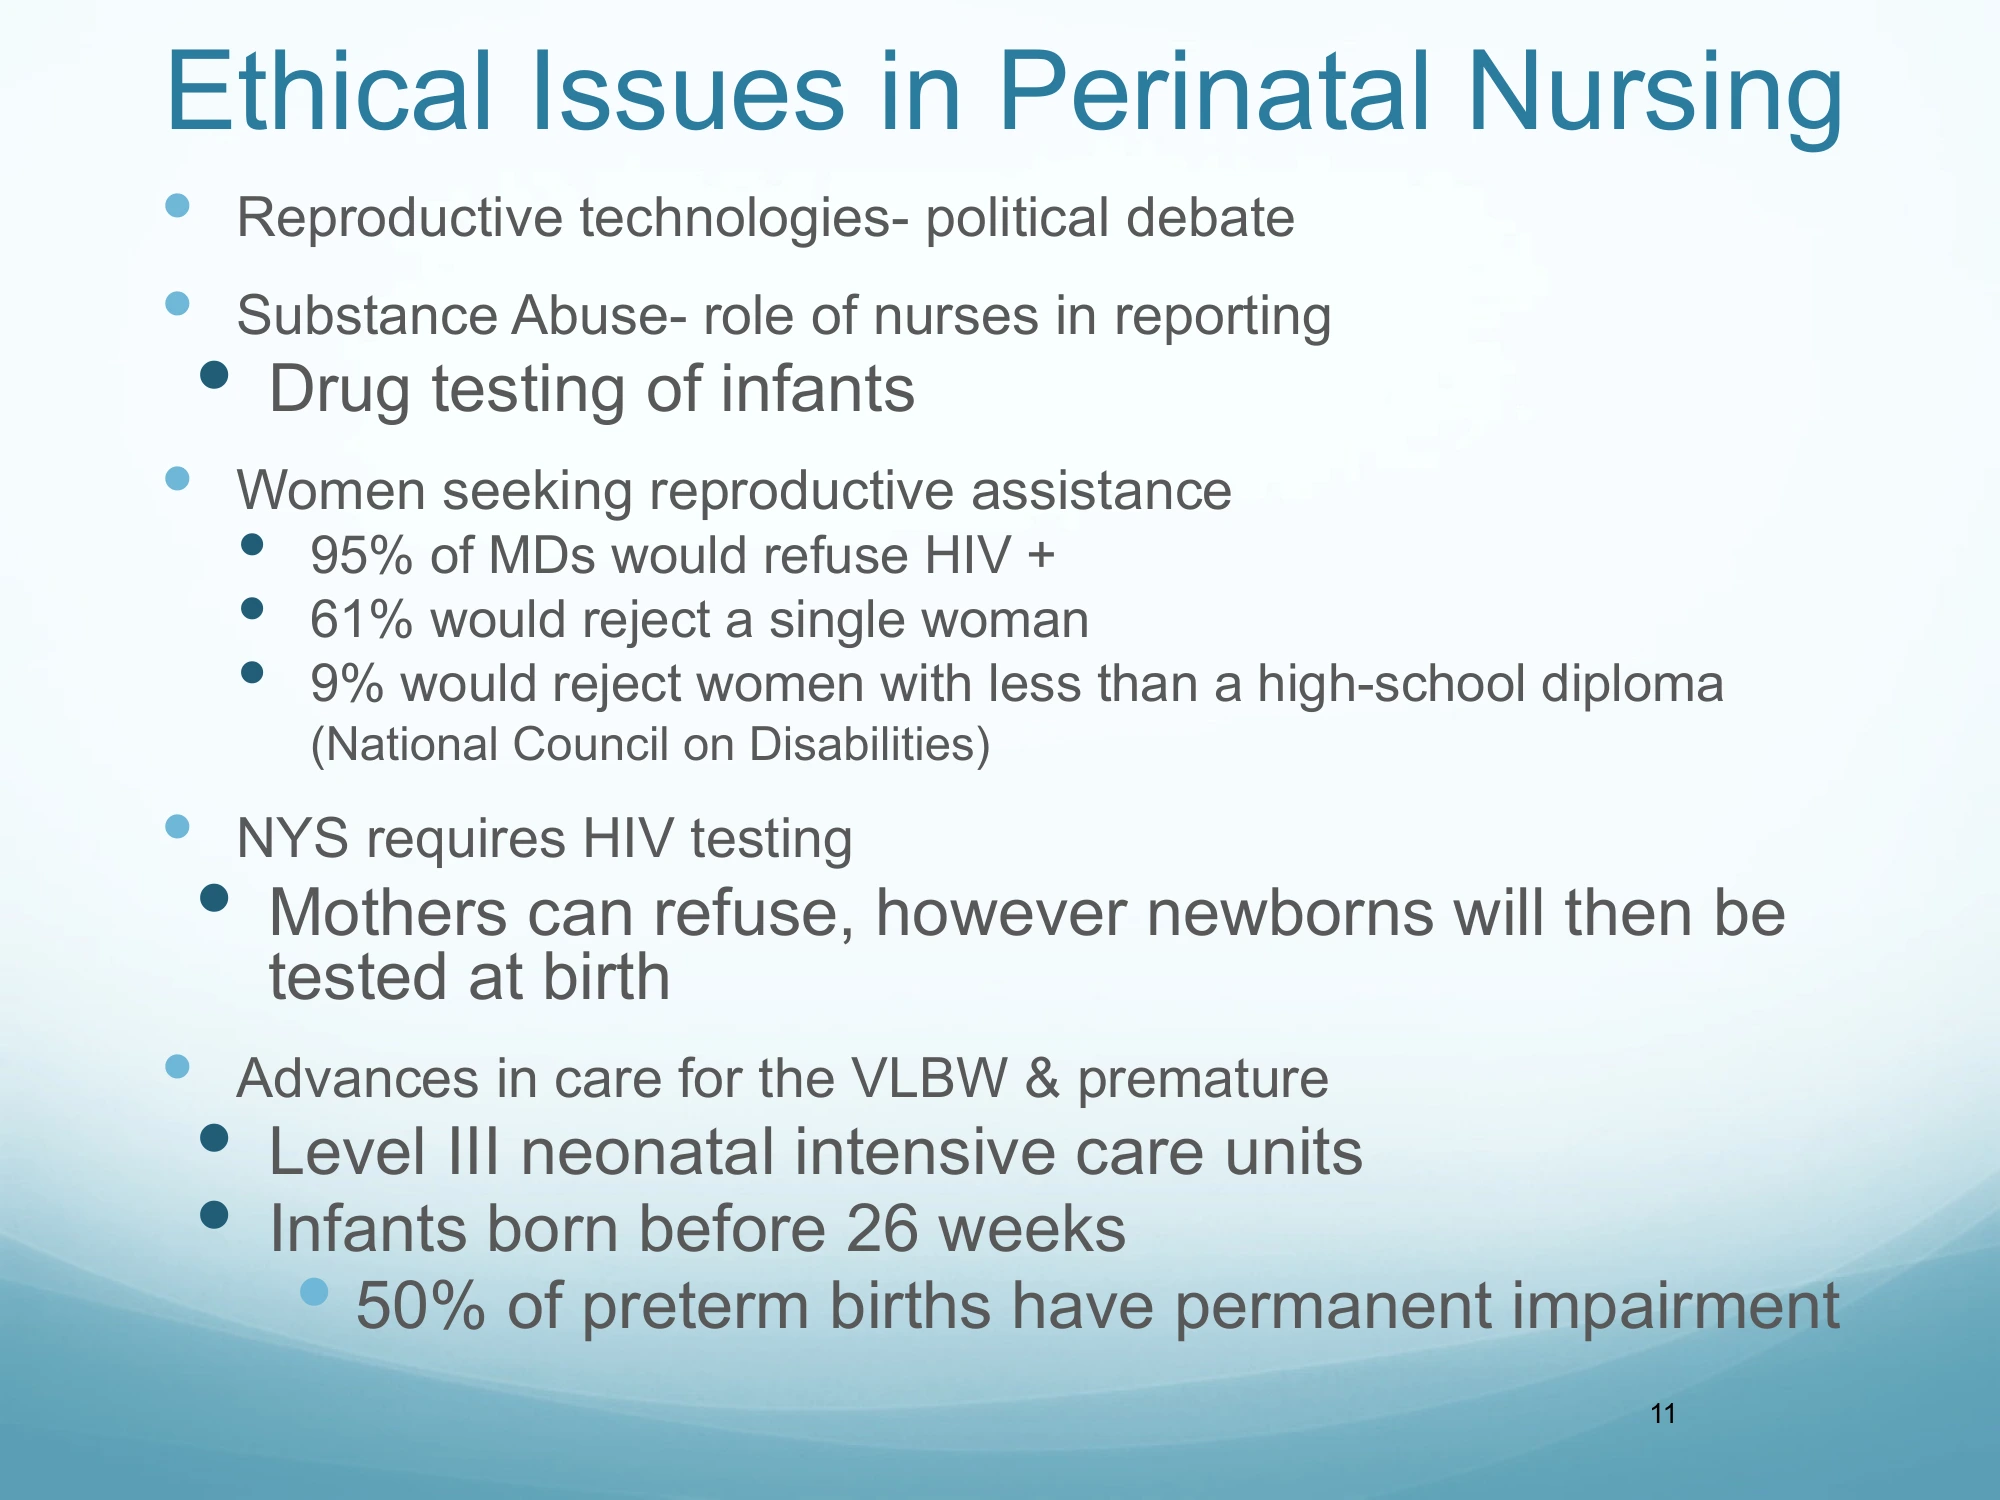 Ethical Issues in Perinatal Nursing
• Reproductive technologies- political debate
• Substance Abuse- role of nurses in reporting
• Drug testing of infants
• Women seeking reproductive assistance
• 95% of MDs would refuse HIV +
• 61% would reject a single woman
• 9% would reject women with less than a high-school diploma
(National Council on Disabilities)
• NYS requires HIV testing
• Mothers can refuse, however newborns will then be
tested at birth
• Advances in care for the VLBW & premature
• Level III neonatal intensive care units
• Infants born before 26 weeks
• 50% of preterm births have permanent impairment
11